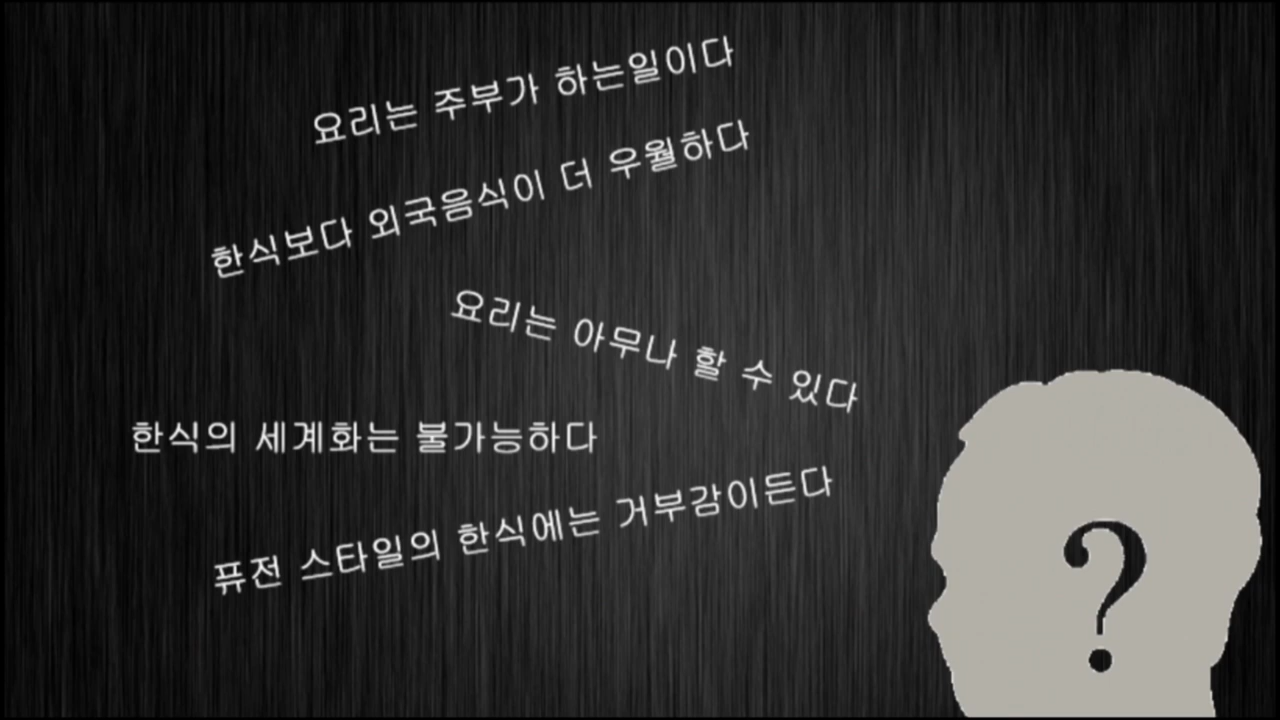 요리는 주부가 하는일이다
한식보다 외국음식이 더 우월하다
요리는 아무나 할 수 있다
한식의 세계화는 불가능하다
퓨전 스타일의 한식에는 거부감이든다
?